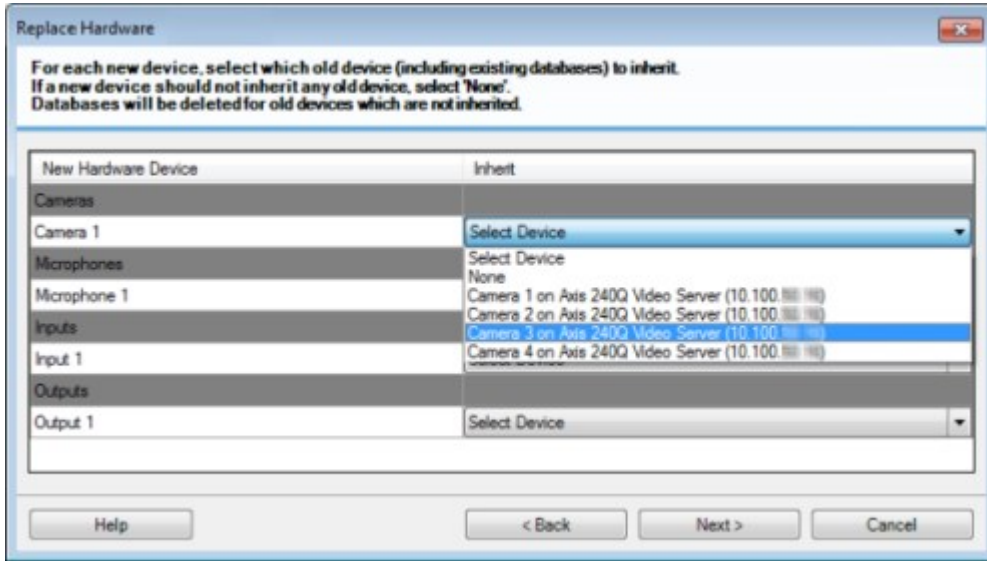 Replace Hardware
For each new device, select which old device (including existing databases) to inherit.
If a new device should not inherit any old device, select 'None'.
Databases will be deleted for old devices which are not inherited.
New Hardware Device Inherit
Cameras
Camera 1 Select Device
Select Device
None
Microphones
Microphone 1
Camera 1 on Axis 240Q Video Server (10.100.
Camera 2 on Axis 240Q Video Server (10.100.
Inputs
Camera 3 on Axis 240Q Video Server (10.100.
Camera 4 on Axis 240Q Video Server (10.100.
Input 1
Outputs
Output 1 Select Device
Help < Back Next > Cancel